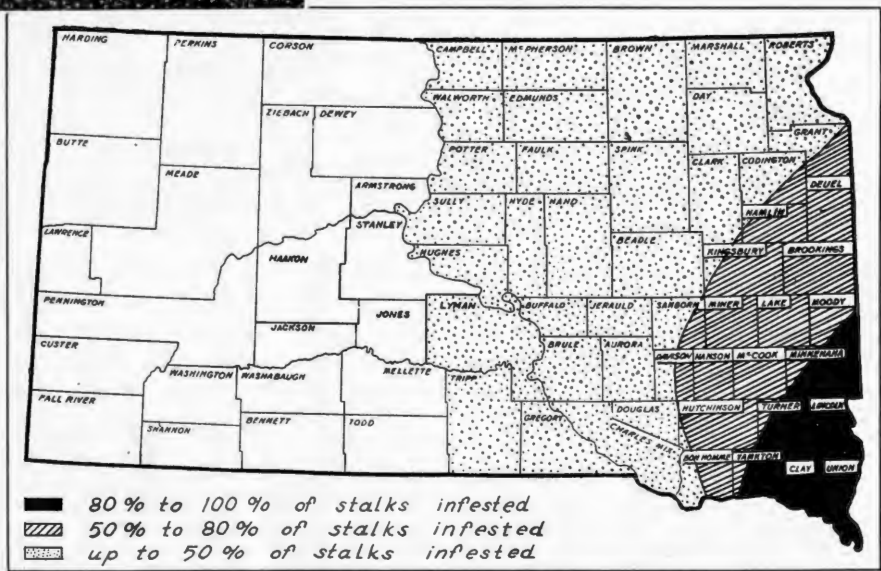 HARDING PERKINS CORSON CAMPBELL McPHERSON BROWN MARSHALL ROBERTS
WALWORTH EDMUNDS DAY
ZIEBACH DEWEY
GRANT
BUTTE POTTER FAULK SPINK CLARK CODINGTON
MEADE ARMSTRONG DEUEL
SULLY HYDE HAND HAMLIN
LAWRENCE STANLEY
HAAKON HUGHES BEADLE KINGSBURY BROOKINGS
PENNINGTON JONES LYMAN BUFFALO JERAULD SANBORN MINER LAKE MOODY
JACKSON
CUSTER BRULE AURORA DAVISON HANSON McCOOK MINNEHAHA
WASHINGTON WASHABAUGH MELLETTE TRIPP
FALL RIVER DOUGLAS HUTCHINSON TURNER LINCOLN
SHANNON BENNETT TODD GREGORY
CHARLES MIX
BON HOMME YANKTON
CLAY UNION
80% to 100% of stalks infested
50% to 80% of stalks infested
up to 50% of stalks infested